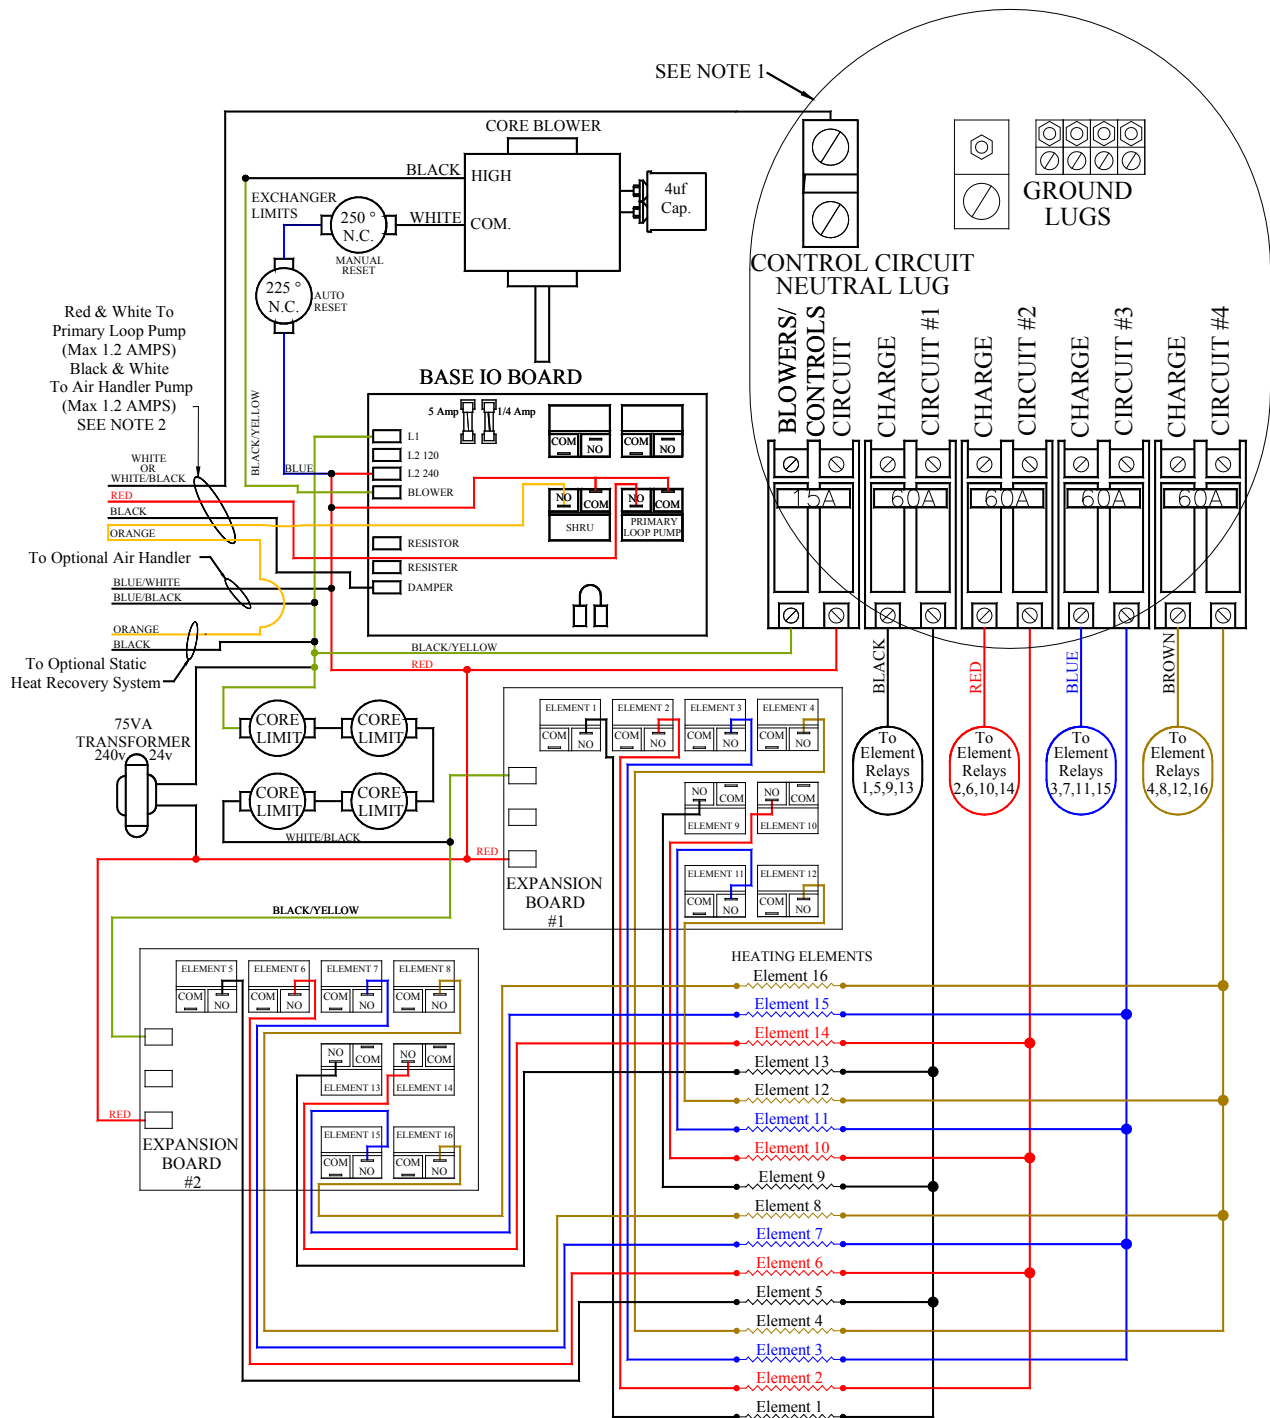 SEE NOTE 1
CORE BLOWER
BLACK
HIGH
EXCHANGER
LIMITS
250 °
N.C.
WHITE
COM.
4uf
Cap.
MANUAL
RESET
225 °
N.C.
AUTO
RESET
GROUND
LUGS
CONTROL CIRCUIT
NEUTRAL LUG
Red & White To
Primary Loop Pump
(Max 1.2 AMPS)
Black & White
To Air Handler Pump
(Max 1.2 AMPS)
SEE NOTE 2
BLOWERS/
CONTROLS
CIRCUIT
CHARGE
CIRCUIT #1
CHARGE
CIRCUIT #2
CHARGE
CIRCUIT #3
CHARGE
CIRCUIT #4
15A
60A
60A
60A
60A
BASE IO BOARD
5 Amp
1/4 Amp
COM
NO
COM
NO
L1
L2 120
L2 240
BLOWER
BLACK/YELLOW
BLUE
NO
COM
SHRU
NO
COM
PRIMARY
LOOP PUMP
RESISTOR
RESISTER
DAMPER
WHITE
OR
WHITE/BLACK
RED
BLACK
ORANGE
To Optional Air Handler
BLUE/WHITE
BLUE/BLACK
ORANGE
BLACK
To Optional Static
Heat Recovery System
BLACK/YELLOW
RED
BLACK
RED
BLUE
BROWN
To
Element
Relays
1,5,9,13
To
Element
Relays
2,6,10,14
To
Element
Relays
3,7,11,15
To
Element
Relays
4,8,12,16
75VA
TRANSFORMER
240v
24v
CORE
LIMIT
CORE
LIMIT
CORE
LIMIT
CORE
LIMIT
WHITE/BLACK
RED
ELEMENT 1
COM
NO
ELEMENT 2
COM
NO
ELEMENT 3
COM
NO
ELEMENT 4
COM
NO
NO
COM
ELEMENT 9
NO
COM
ELEMENT 10
ELEMENT 11
COM
NO
ELEMENT 12
COM
NO
EXPANSION
BOARD
#1
BLACK/YELLOW
ELEMENT 5
COM
NO
ELEMENT 6
COM
NO
ELEMENT 7
COM
NO
ELEMENT 8
COM
NO
NO
COM
ELEMENT 13
NO
COM
ELEMENT 14
ELEMENT 15
COM
NO
ELEMENT 16
COM
NO
RED
EXPANSION
BOARD
#2
HEATING ELEMENTS
Element 16
Element 15
Element 14
Element 13
Element 12
Element 11
Element 10
Element 9
Element 8
Element 7
Element 6
Element 5
Element 4
Element 3
Element 2
Element 1